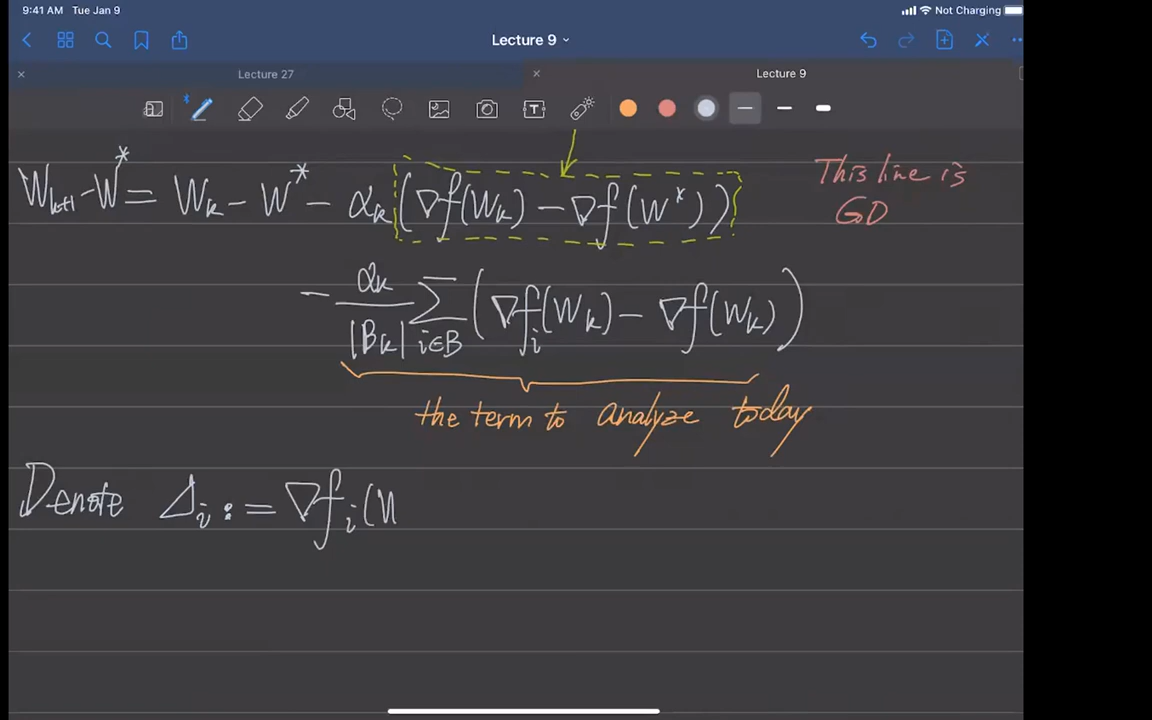 9:41 AM Tue Jan 9 Not Charging
Lecture 9
Lecture 27 Lecture 9
W_{k+1} - W^* = W_k - W^* - α_k (∇f(W_k) - ∇f(W^*))
This line is
GD
- α_k/|B_k| Σ_{i∈B} (∇f_i(W_k) - ∇f(W_k))
the term to analyze today
Denote Δ_i := ∇f_i(